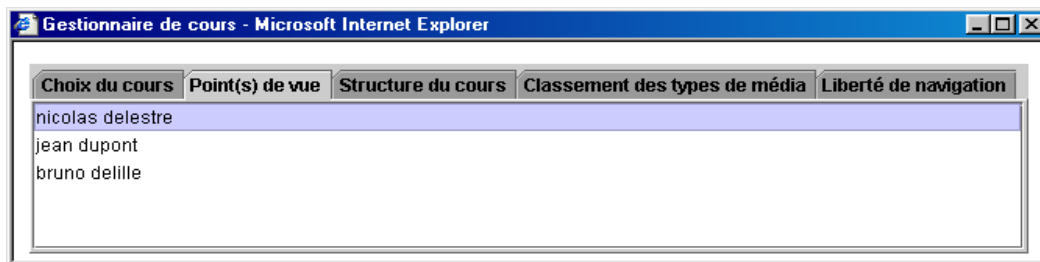 Gestionnaire de cours - Microsoft Internet Explorer
Choix du cours Point(s) de vue Structure du cours Classement des types de média Liberté de navigation
nicolas delestre
jean dupont
bruno delille